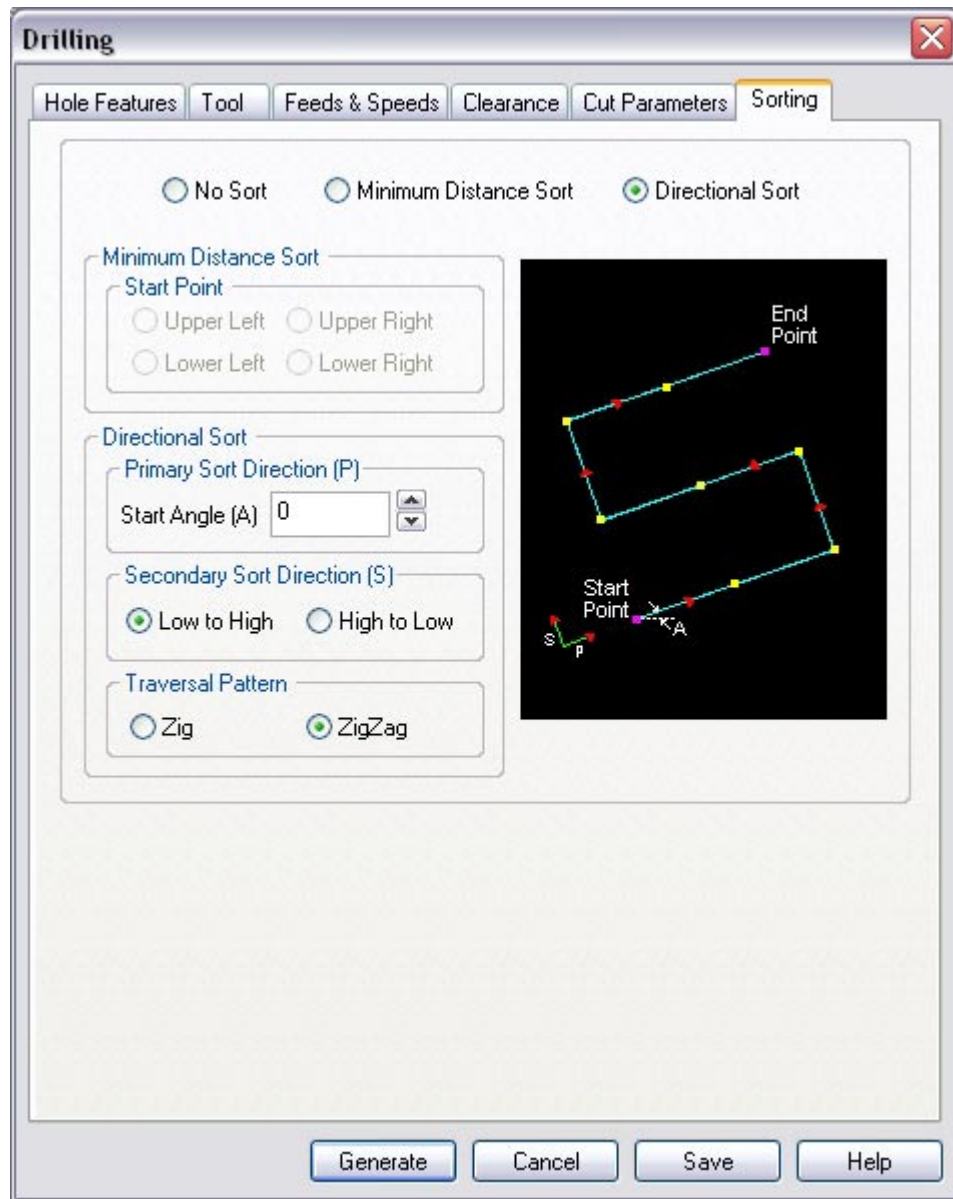 Drilling
Hole Features Tool Feeds & Speeds Clearance Cut Parameters Sorting
No Sort Minimum Distance Sort Directional Sort
Minimum Distance Sort
Start Point
Upper Left Upper Right
Lower Left Lower Right
Directional Sort
Primary Sort Direction (P)
Start Angle (A) 0
Secondary Sort Direction (S)
Low to High High to Low
Traversal Pattern
Zig ZigZag
End
Point
Start
Point
A
S
P
Generate Cancel Save Help